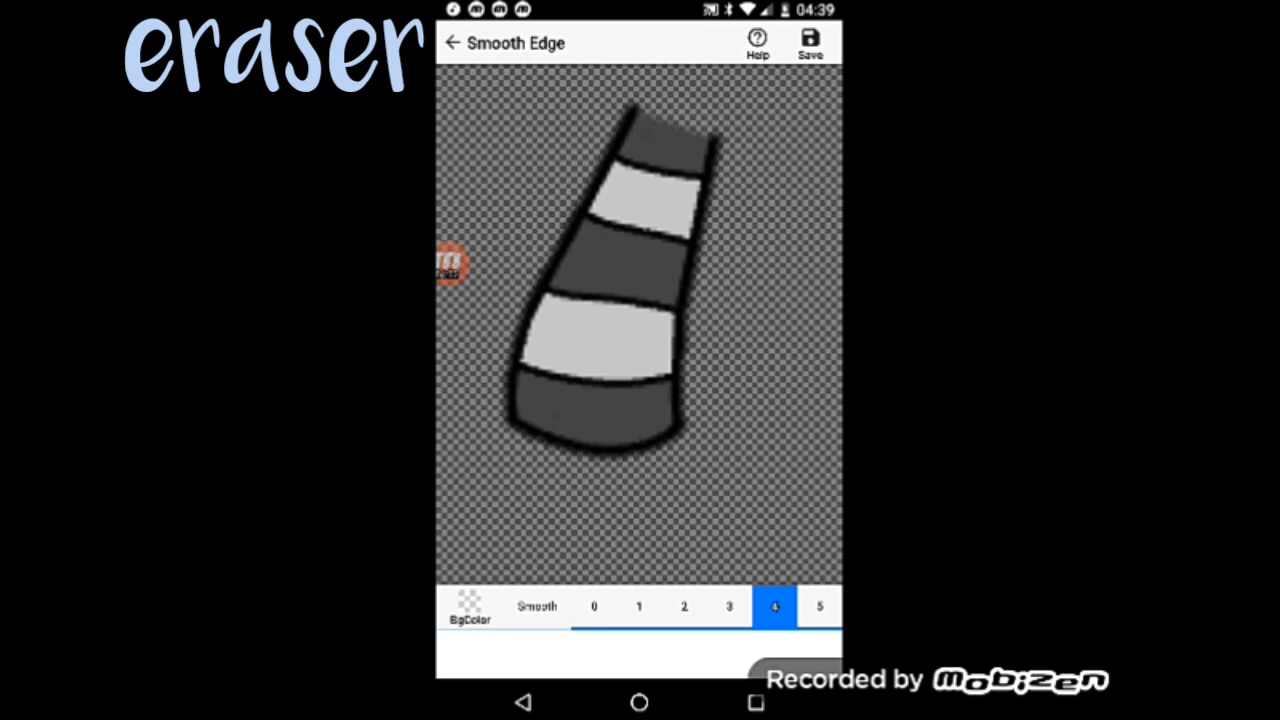 eraser
04:39
Smooth Edge
Help
Save
BgColor
Smooth 0 1 2 3 4 5
Recorded by mobizen